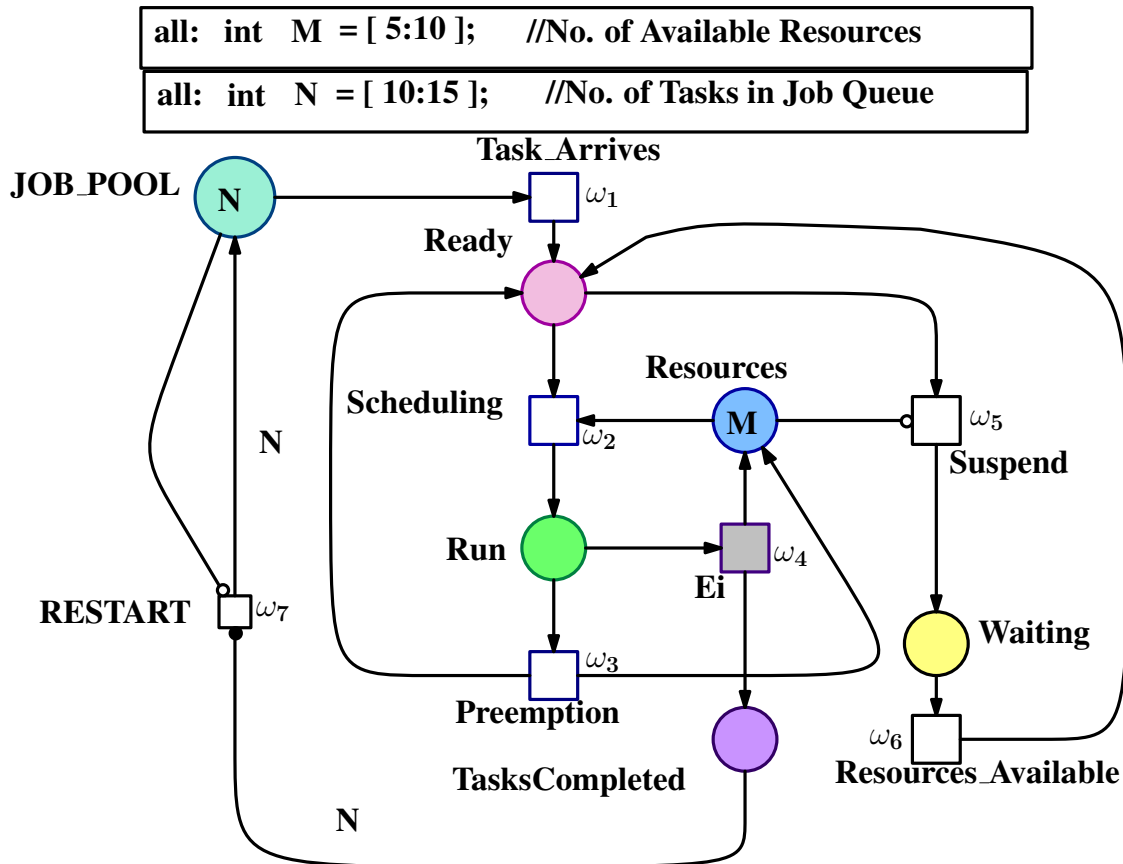 all: int M = [ 5:10 ]; //No. of Available Resources
all: int N = [ 10:15 ]; //No. of Tasks in Job Queue
Task_Arrives
JOB_POOL
N
ω1
Ready
Resources
Scheduling
M
ω2
ω5
N
Suspend
Run
ω4
Ei
RESTART
ω7
Waiting
ω3
Preemption
ω6
TasksCompleted
Resources_Available
N